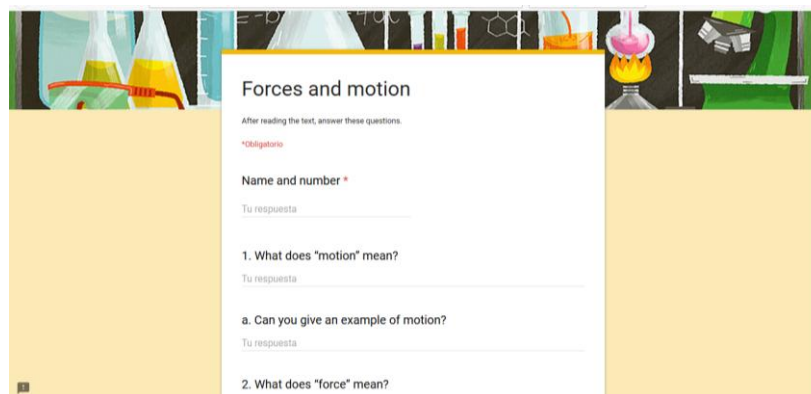 Forces and motion
After reading the text, answer these questions.
*Obligatorio
Name and number *
Tu respuesta
1. What does "motion" mean?
Tu respuesta
a. Can you give an example of motion?
Tu respuesta
2. What does "force" mean?